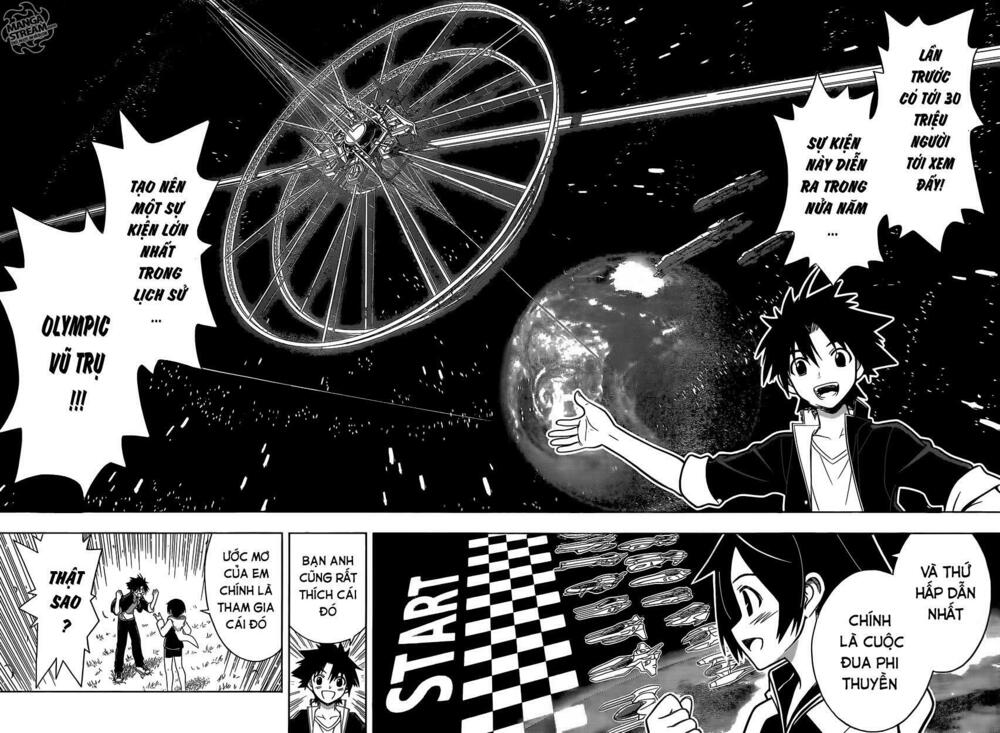 MANGA
STREAM
LẦN
TRƯỚC
CÓ TỚI 30
TRIỆU
NGƯỜI
TỚI XEM
ĐẤY!
SỰ KIỆN
NÀY DIỄN
RA TRONG
NỬA NĂM
...
TẠO NÊN
MỘT SỰ
KIỆN LỚN
NHẤT
TRONG
LỊCH SỬ
...
OLYMPIC
VŨ TRỤ
!!!
VÀ THỨ
HẤP DẪN
NHẤT
CHÍNH
LÀ CUỘC
ĐUA PHI
THUYỀN
START
BẠN ANH
CŨNG RẤT
THÍCH CÁI
ĐÓ
ƯỚC MƠ
CỦA EM
CHÍNH LÀ
THAM GIA
CÁI ĐÓ
THẬT
SAO
?